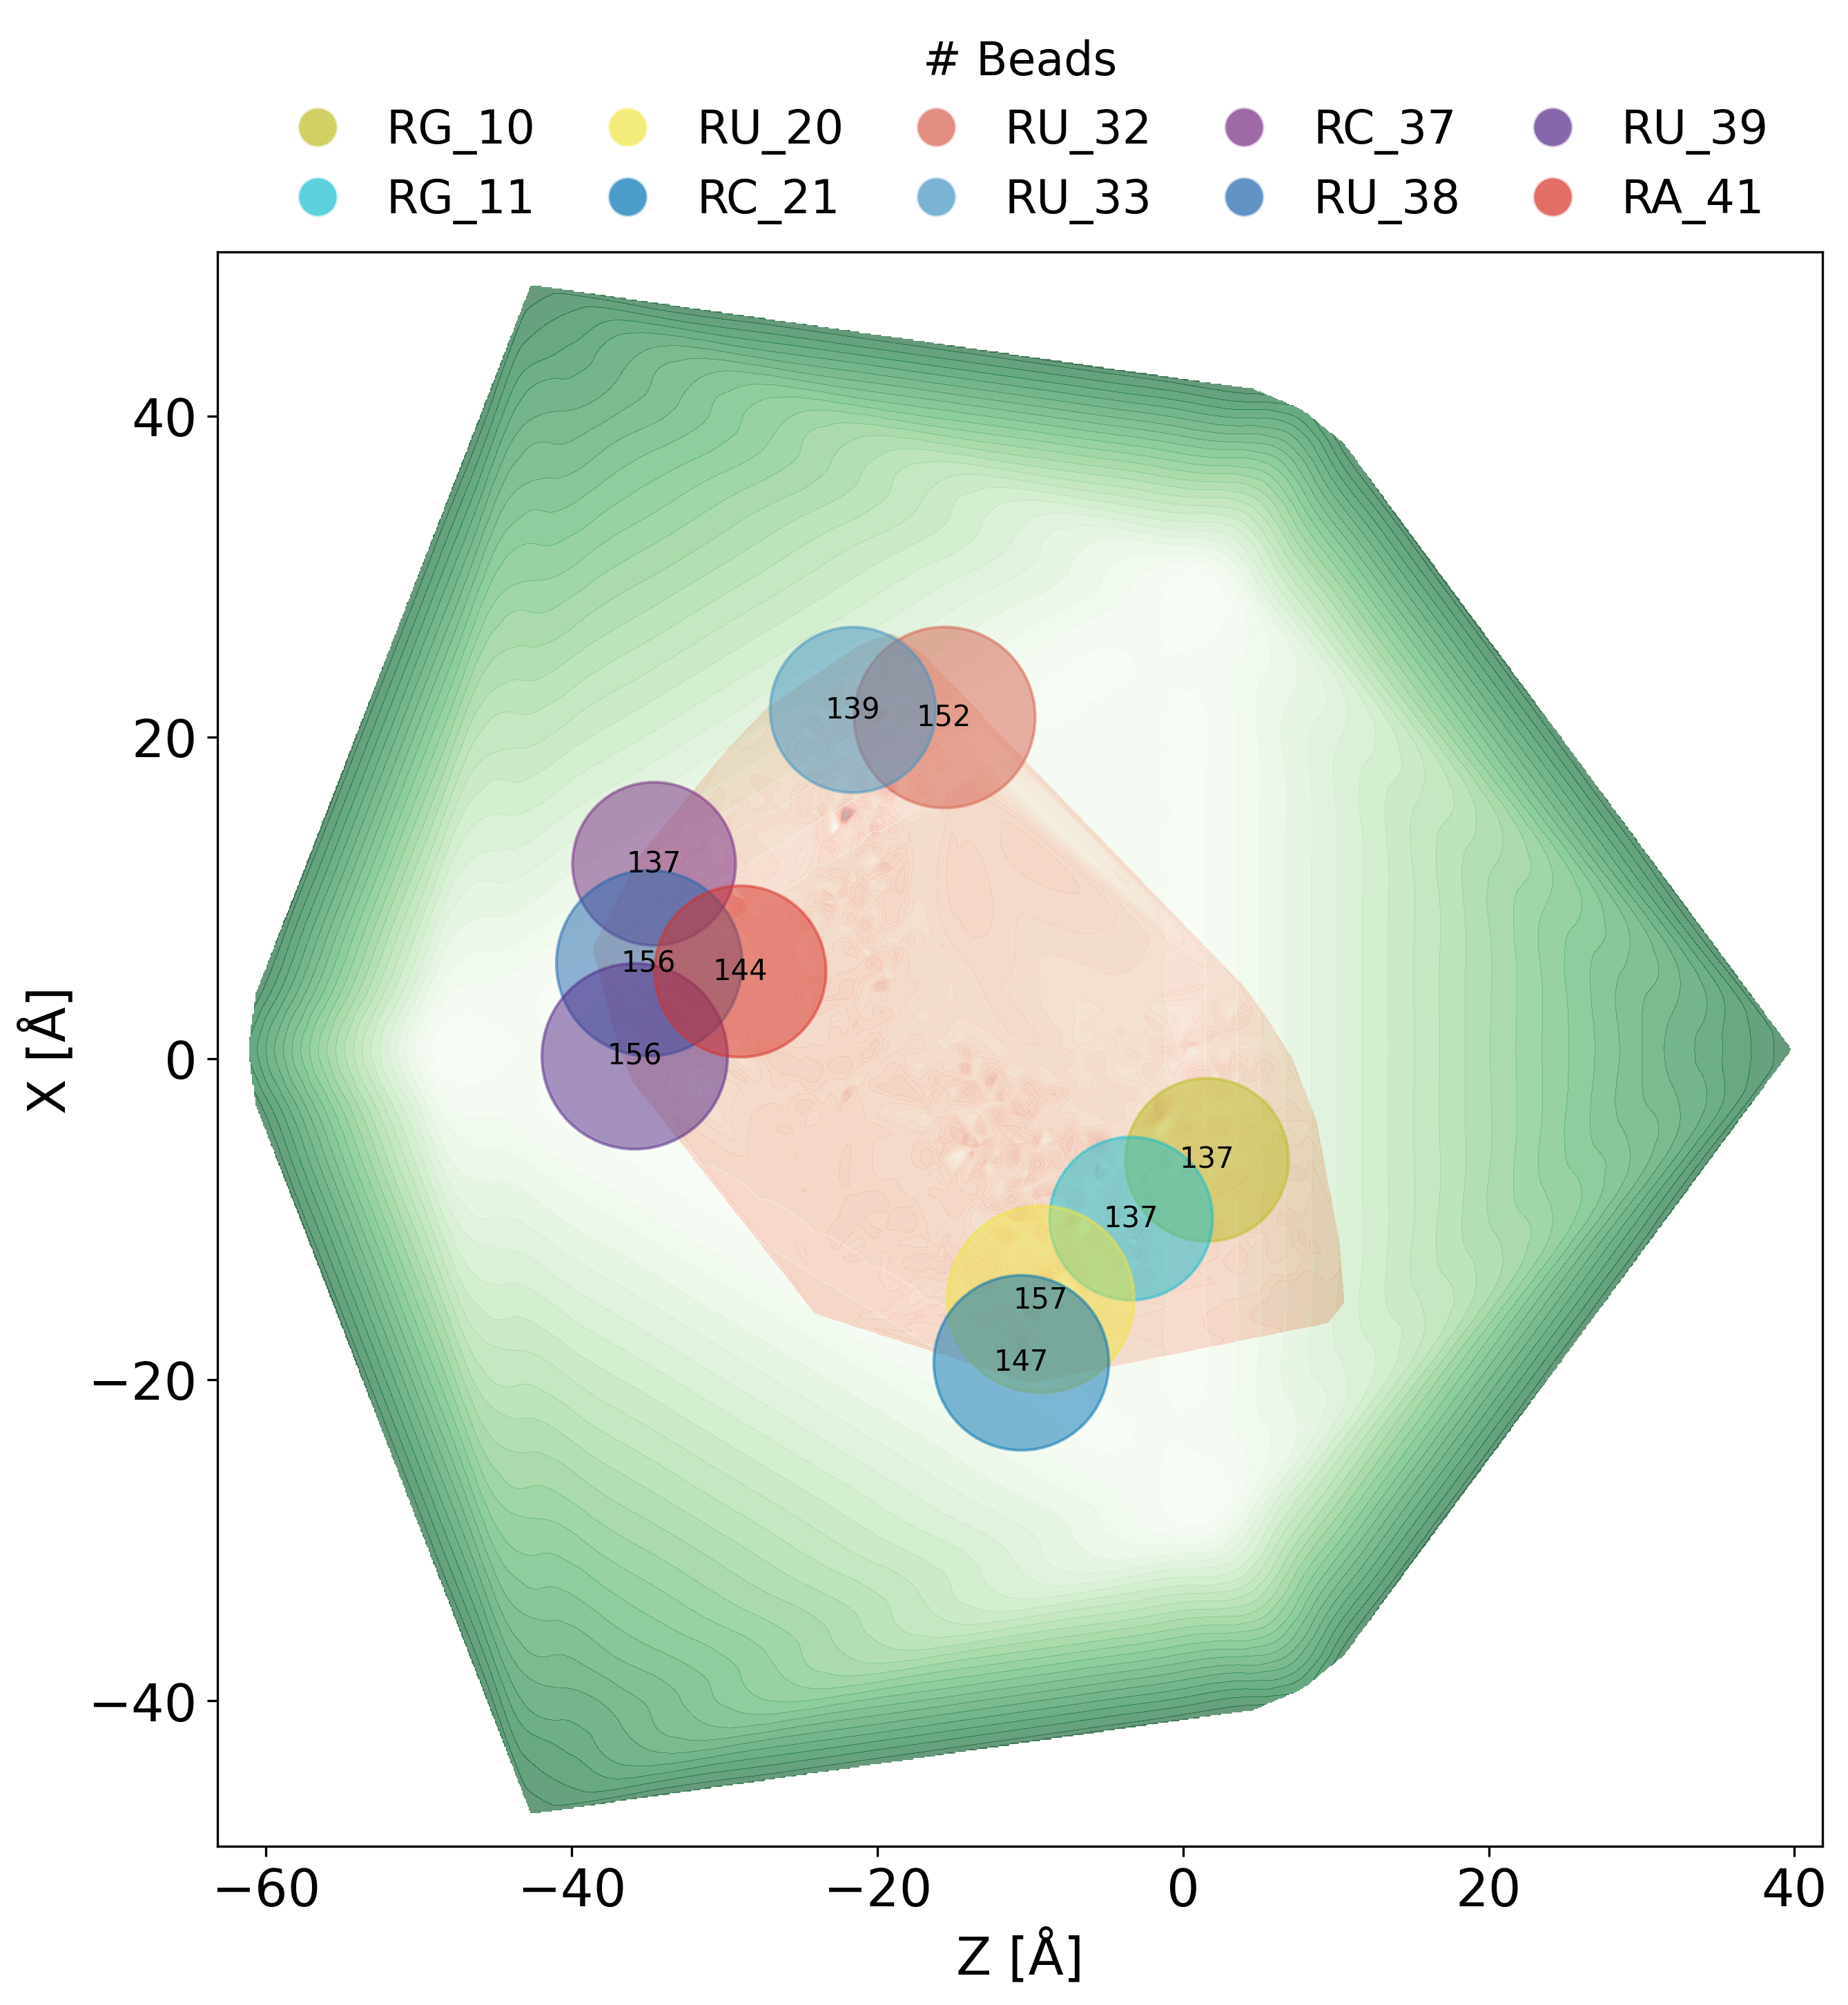 # Beads
RG_10 RU_20 RU_32 RC_37 RU_39
RG_11 RC_21 RU_33 RU_38 RA_41
40
20
0
−20
−40
X [Å]
139
152
137
156
144
156
137
137
157
147
−60 −40 −20 0 20 40
Z [Å]